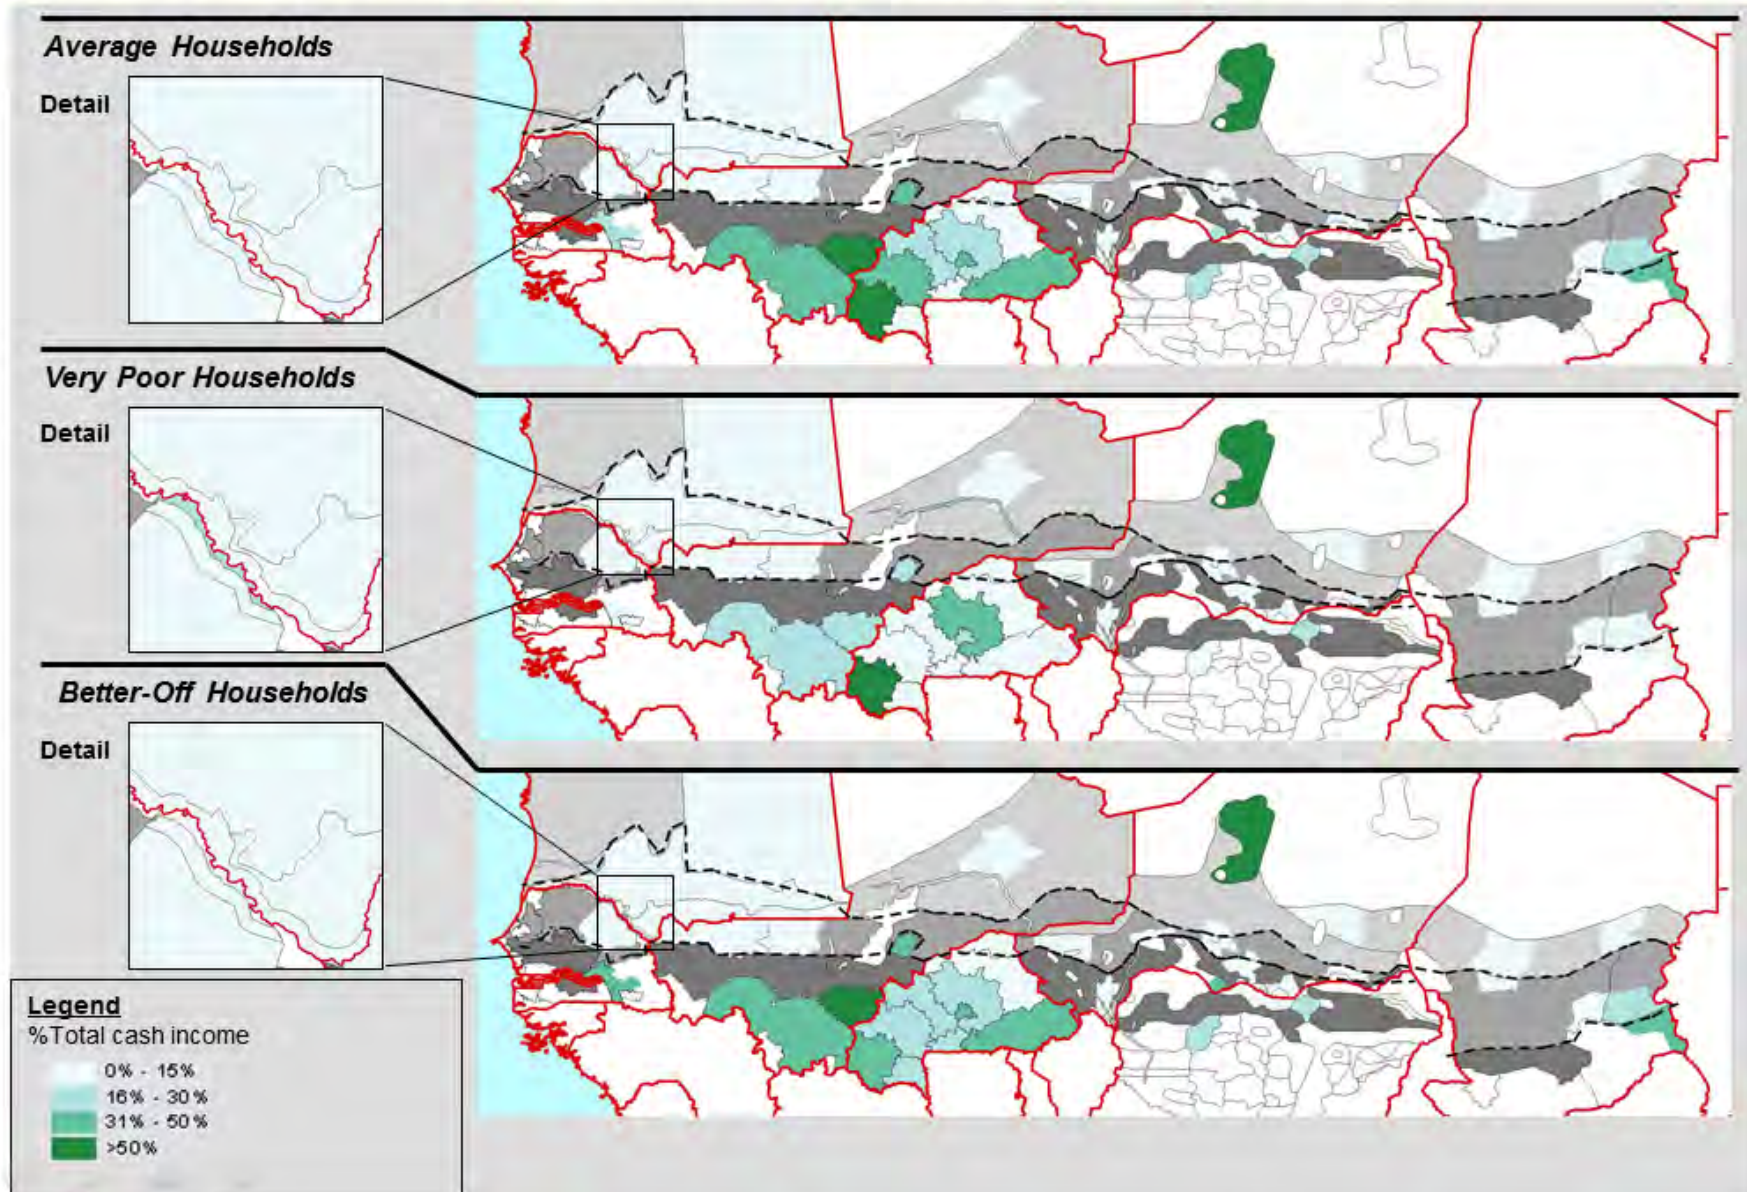 Average Households
Detail
Very Poor Households
Detail
Better-Off Households
Detail
Legend
%Total cash income
0% - 15%
16% - 30%
31% - 50%
>50%